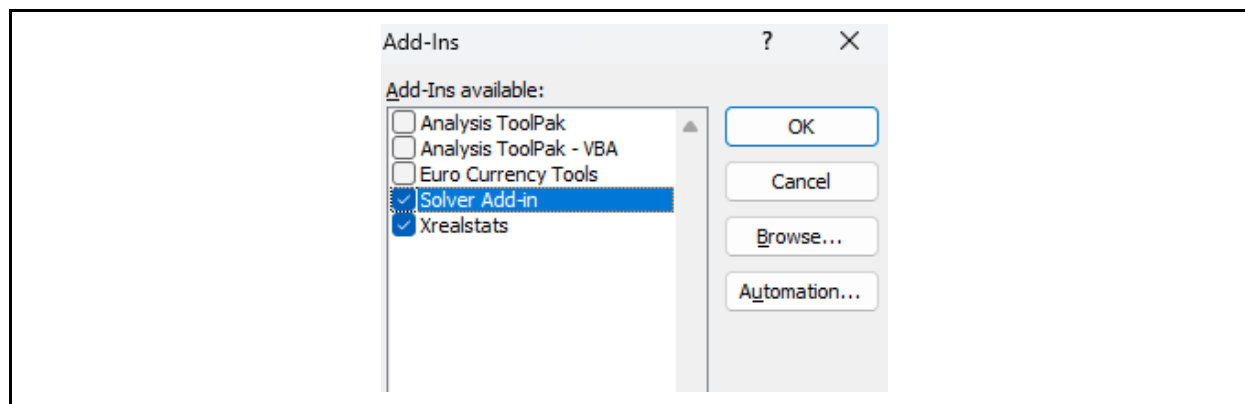 Add-Ins ?
Add-Ins available:
Analysis ToolPak
Analysis ToolPak - VBA
Euro Currency Tools
Solver Add-in
Xrealstats
OK
Cancel
Browse...
Automation...